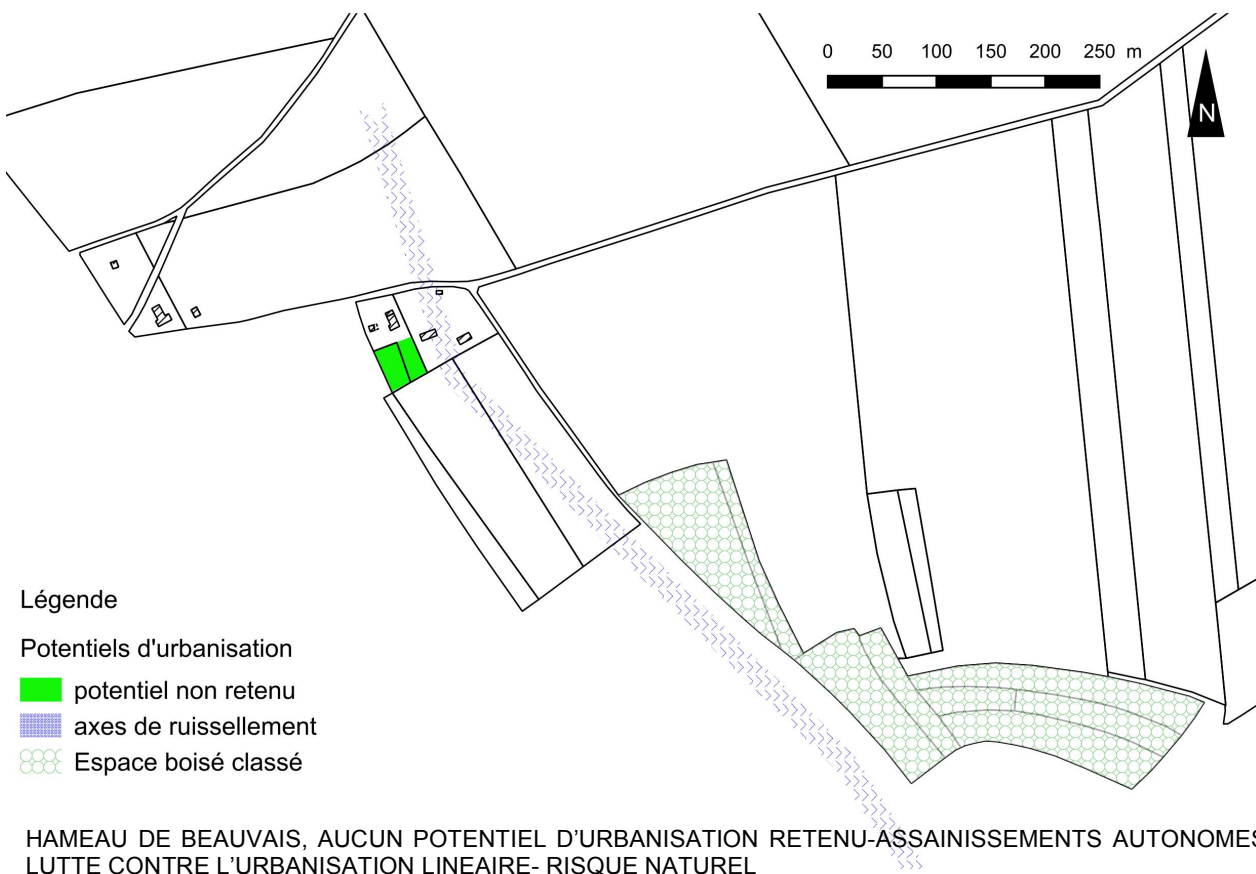 0 50 100 150 200 250 m
N
Légende
Potentiels d'urbanisation
potentiel non retenu
axes de ruissellement
Espace boisé classé
HAMEAU DE BEAUVAIS, AUCUN POTENTIEL D'URBANISATION RETENU-ASSAINISSEMENTS AUTONOMES
LUTTE CONTRE L'URBANISATION LINEAIRE- RISQUE NATUREL